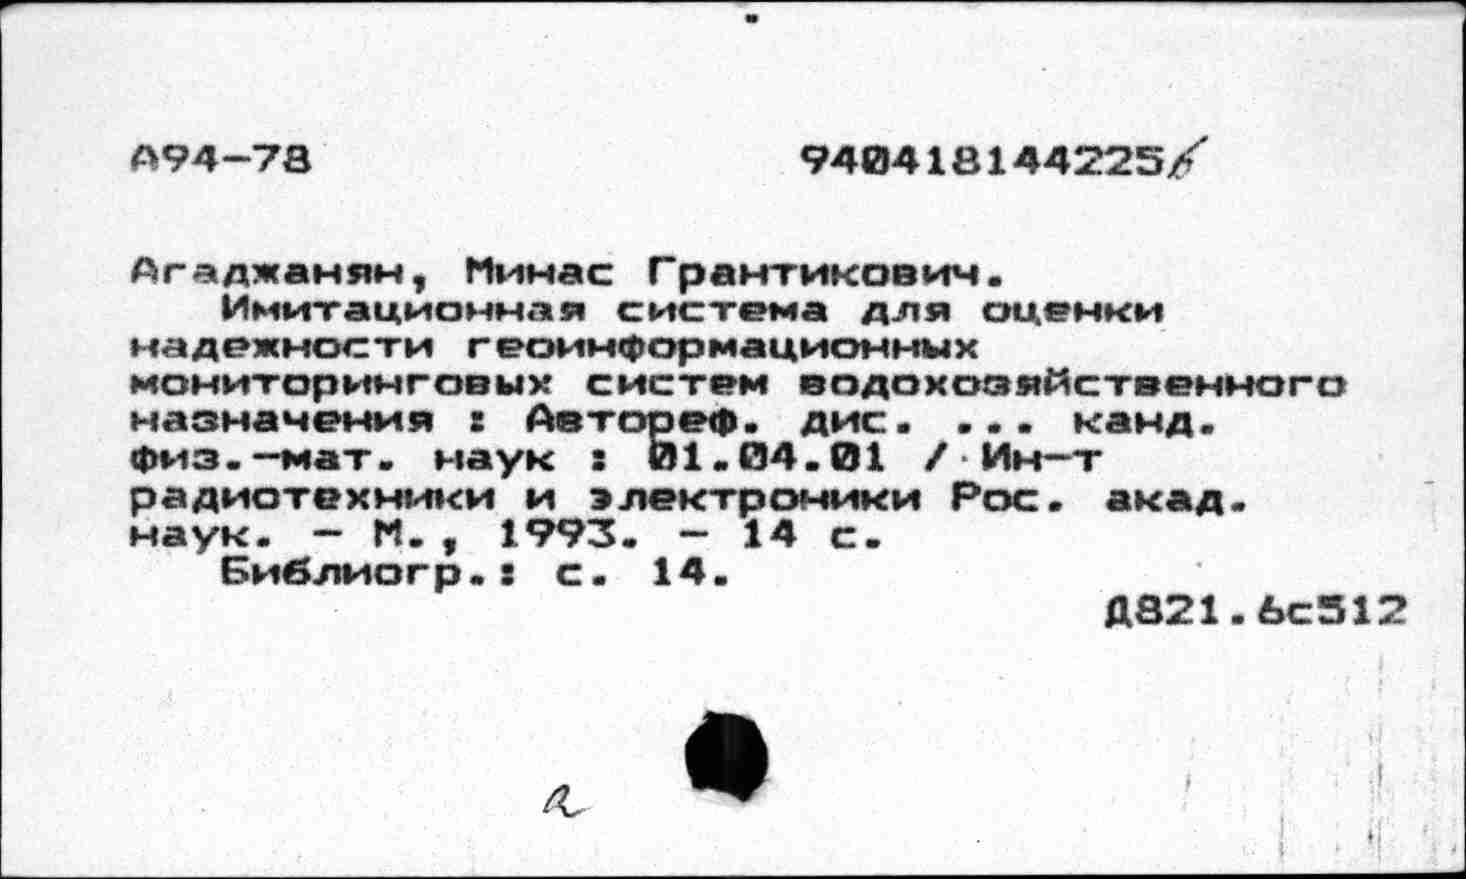 А94-78 940418144225б
Агаджанян, Минас Грантикович.
Имитационная система для оценки
надежности геоинформационных
мониторинговых систем водохозяйственного
назначения : Автореф. дис. ... канд.
физ.-мат. наук : 01.04.01 / Ин-т
радиотехники и электроники Рос. акад.
наук. - М., 1993. - 14 с.
Библиогр.: с. 14.
Д821.6с512